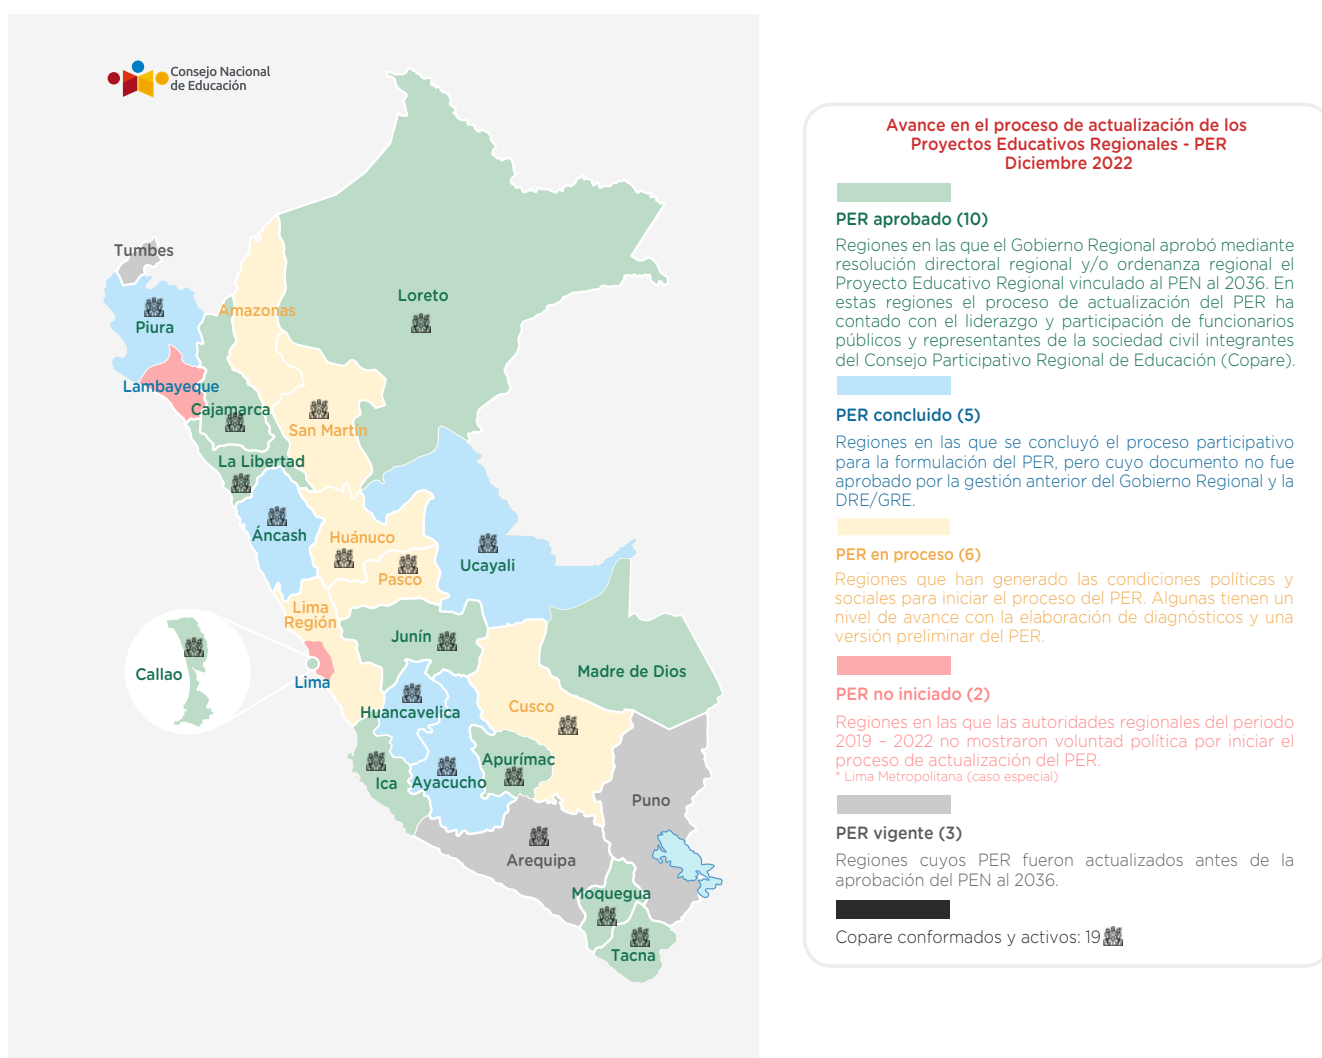 Consejo Nacional
de Educación
Tumbes
Piura
Amazonas
Loreto
Lambayeque
Cajamarca
San Martín
La Libertad
Áncash
Huánuco
Ucayali
Pasco
Lima
Región
Junín
Callao
Lima
Madre de Dios
Huancavelica
Cusco
Apurímac
Ica
Ayacucho
Puno
Arequipa
Moquegua
Tacna
Avance en el proceso de actualización de los
Proyectos Educativos Regionales - PER
Diciembre 2022
PER aprobado (10)
Regiones en las que el Gobierno Regional aprobó mediante
resolución directoral regional y/o ordenanza regional el
Proyecto Educativo Regional vinculado al PEN al 2036. En
estas regiones el proceso de actualización del PER ha
contado con el liderazgo y participación de funcionarios
públicos y representantes de la sociedad civil integrantes
del Consejo Participativo Regional de Educación (Copare).
PER concluido (5)
Regiones en las que se concluyó el proceso participativo
para la formulación del PER, pero cuyo documento no fue
aprobado por la gestión anterior del Gobierno Regional y la
DRE/GRE.
PER en proceso (6)
Regiones que han generado las condiciones políticas y
sociales para iniciar el proceso del PER. Algunas tienen un
nivel de avance con la elaboración de diagnósticos y una
versión preliminar del PER.
PER no iniciado (2)
Regiones en las que las autoridades regionales del periodo
2019 – 2022 no mostraron voluntad política por iniciar el
proceso de actualización del PER.
* Lima Metropolitana (caso especial)
PER vigente (3)
Regiones cuyos PER fueron actualizados antes de la
aprobación del PEN al 2036.
Copare conformados y activos: 19